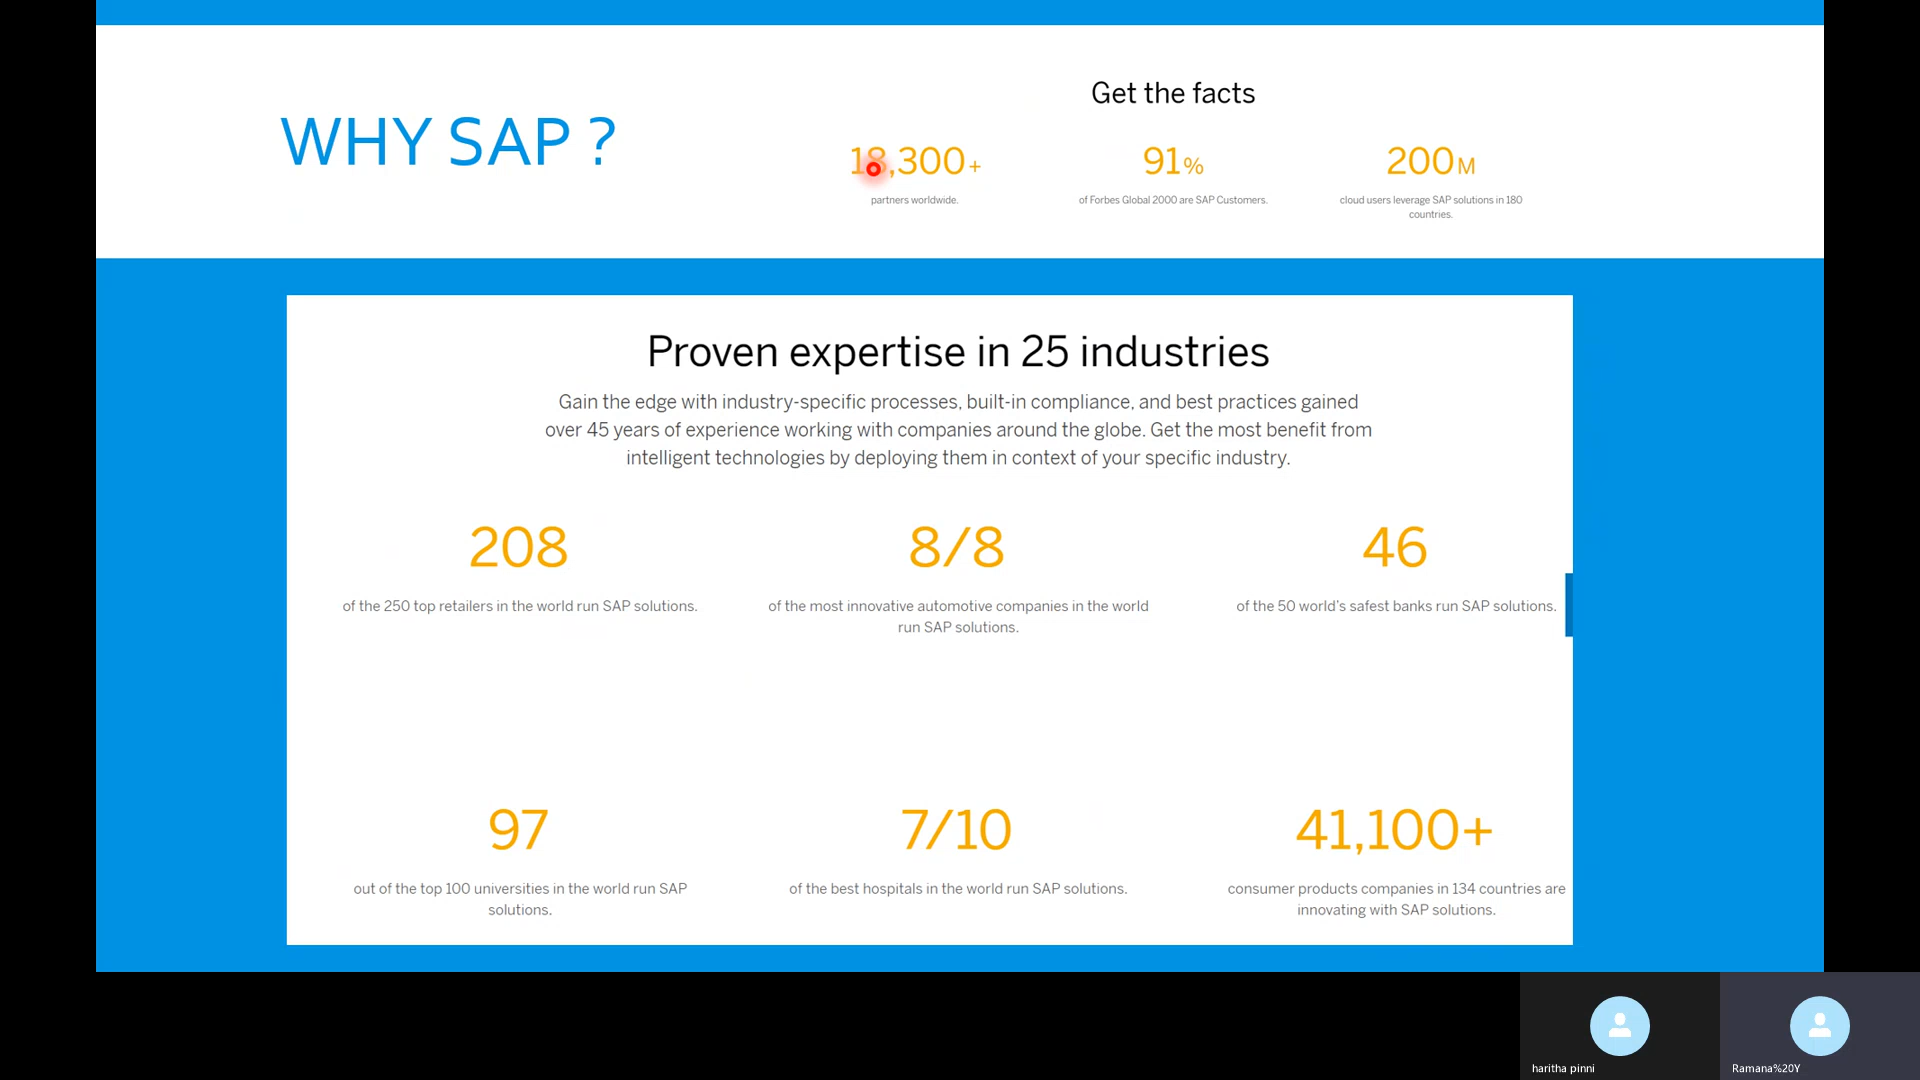 WHY SAP ?
Get the facts
18,300+
partners worldwide.
91%
of Forbes Global 2000 are SAP Customers.
200M
cloud users leverage SAP solutions in 180
countries.
Proven expertise in 25 industries
Gain the edge with industry-specific processes, built-in compliance, and best practices gained
over 45 years of experience working with companies around the globe. Get the most benefit from
intelligent technologies by deploying them in context of your specific industry.
208
of the 250 top retailers in the world run SAP solutions.
8/8
of the most innovative automotive companies in the world
run SAP solutions.
46
of the 50 world's safest banks run SAP solutions.
97
out of the top 100 universities in the world run SAP
solutions.
7/10
of the best hospitals in the world run SAP solutions.
41,100+
consumer products companies in 134 countries are
innovating with SAP solutions.
haritha pinni
Ramana%20Y